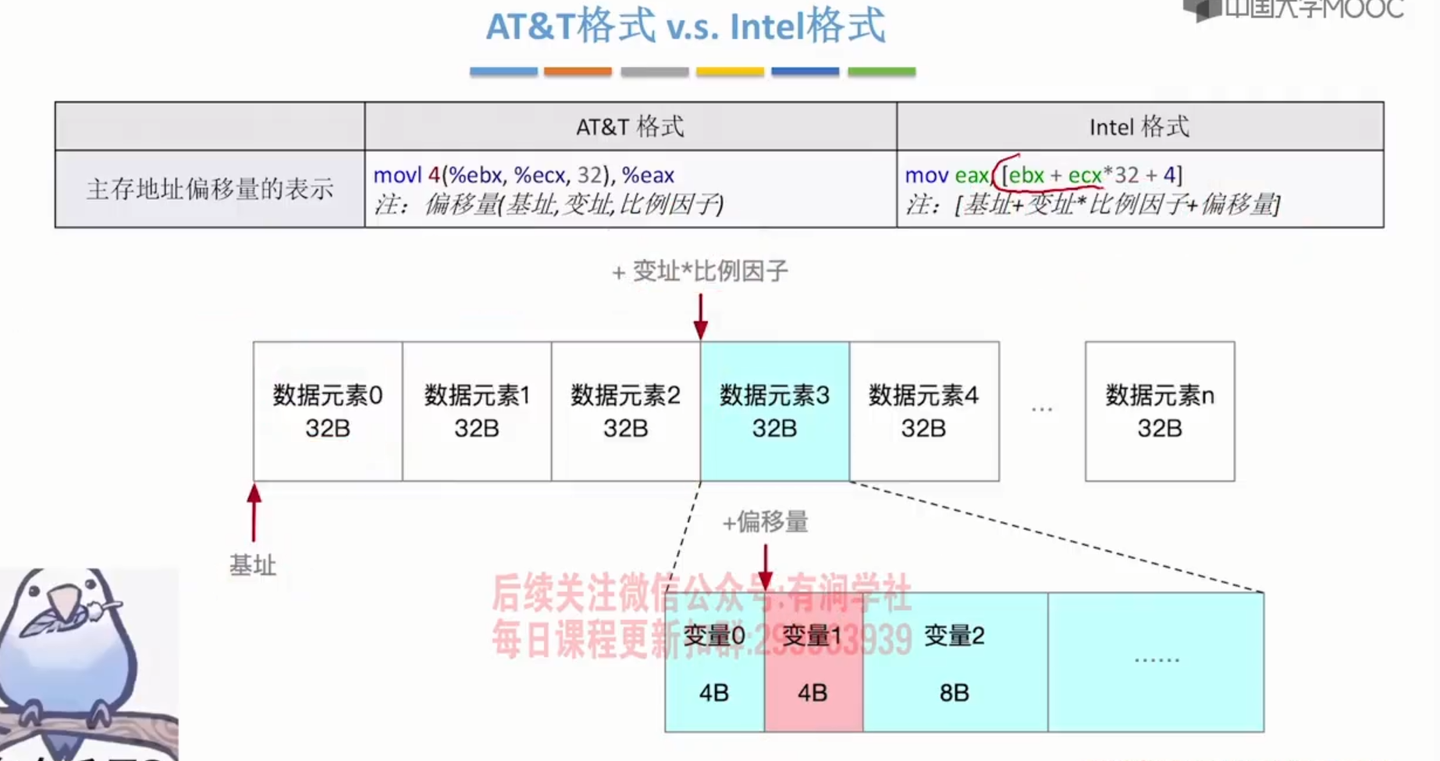 中国大学MOOC
AT&T格式 v.s. Intel格式
AT&T 格式
Intel 格式
主存地址偏移量的表示
movl 4(%ebx, %ecx, 32), %eax
注：偏移量(基址,变址,比例因子)
mov eax, [ebx + ecx*32 + 4]
注：[基址+变址*比例因子+偏移量]
+ 变址*比例因子
数据元素0
32B
数据元素1
32B
数据元素2
32B
数据元素3
32B
数据元素4
32B
...
数据元素n
32B
基址
+偏移量
后续关注微信公众号:有涧学社
每日课程更新扣群:
变量0
4B
变量1
4B
变量2
8B
……